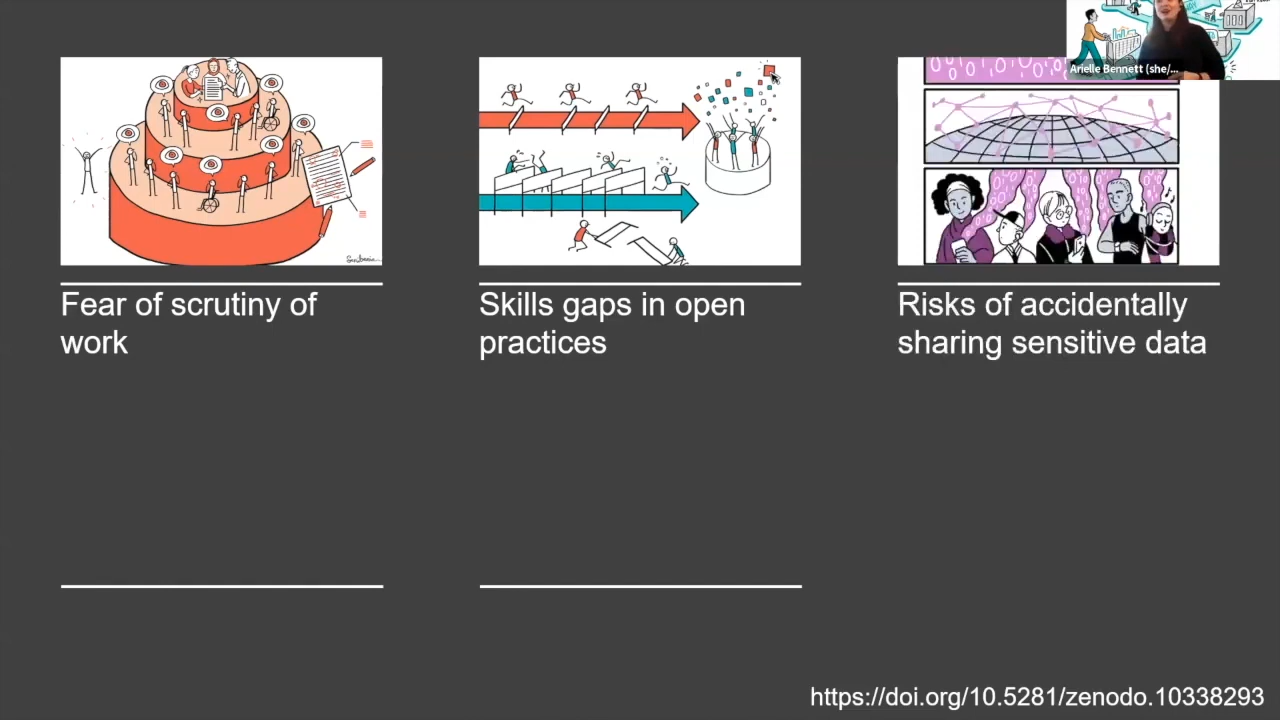 Arielle Bennett (she/...
Fear of scrutiny of
work
Skills gaps in open
practices
Risks of accidentally
sharing sensitive data
https://doi.org/10.5281/zenodo.10338293